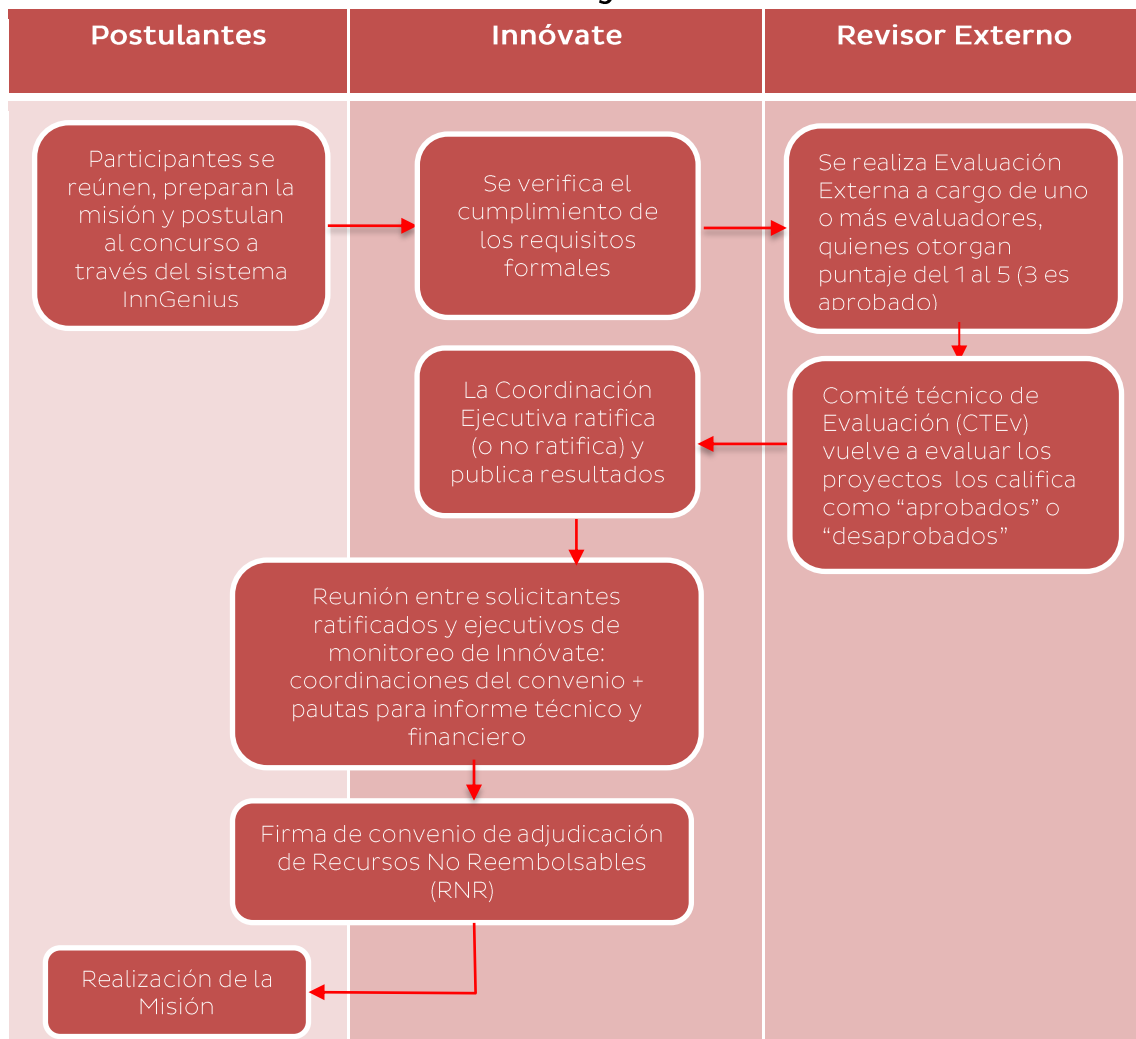 Postulantes
Innóvate
Revisor Externo
Participantes se
reúnen, preparan la
misión y postulan
al concurso a
través del sistema
InnGenius
Se verifica el
cumplimiento de
los requisitos
formales
Se realiza Evaluación
Externa a cargo de uno
o más evaluadores,
quienes otorgan
puntaje del 1 al 5 (3 es
aprobado)
Comité técnico de
Evaluación (CTEv)
vuelve a evaluar los
proyectos los califica
como “aprobados” o
“desaprobados”
La Coordinación
Ejecutiva ratifica
(o no ratifica) y
publica resultados
Reunión entre solicitantes
ratificados y ejecutivos de
monitoreo de Innóvate:
coordinaciones del convenio +
pautas para informe técnico y
financiero
Firma de convenio de adjudicación
de Recursos No Reembolsables
(RNR)
Realización de la
Misión